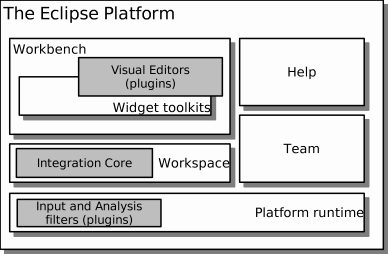 The Eclipse Platform
Workbench
Visual Editors
(plugins)
Widget toolkits
Help
Team
Integration Core
Workspace
Input and Analysis
filters (plugins)
Platform runtime